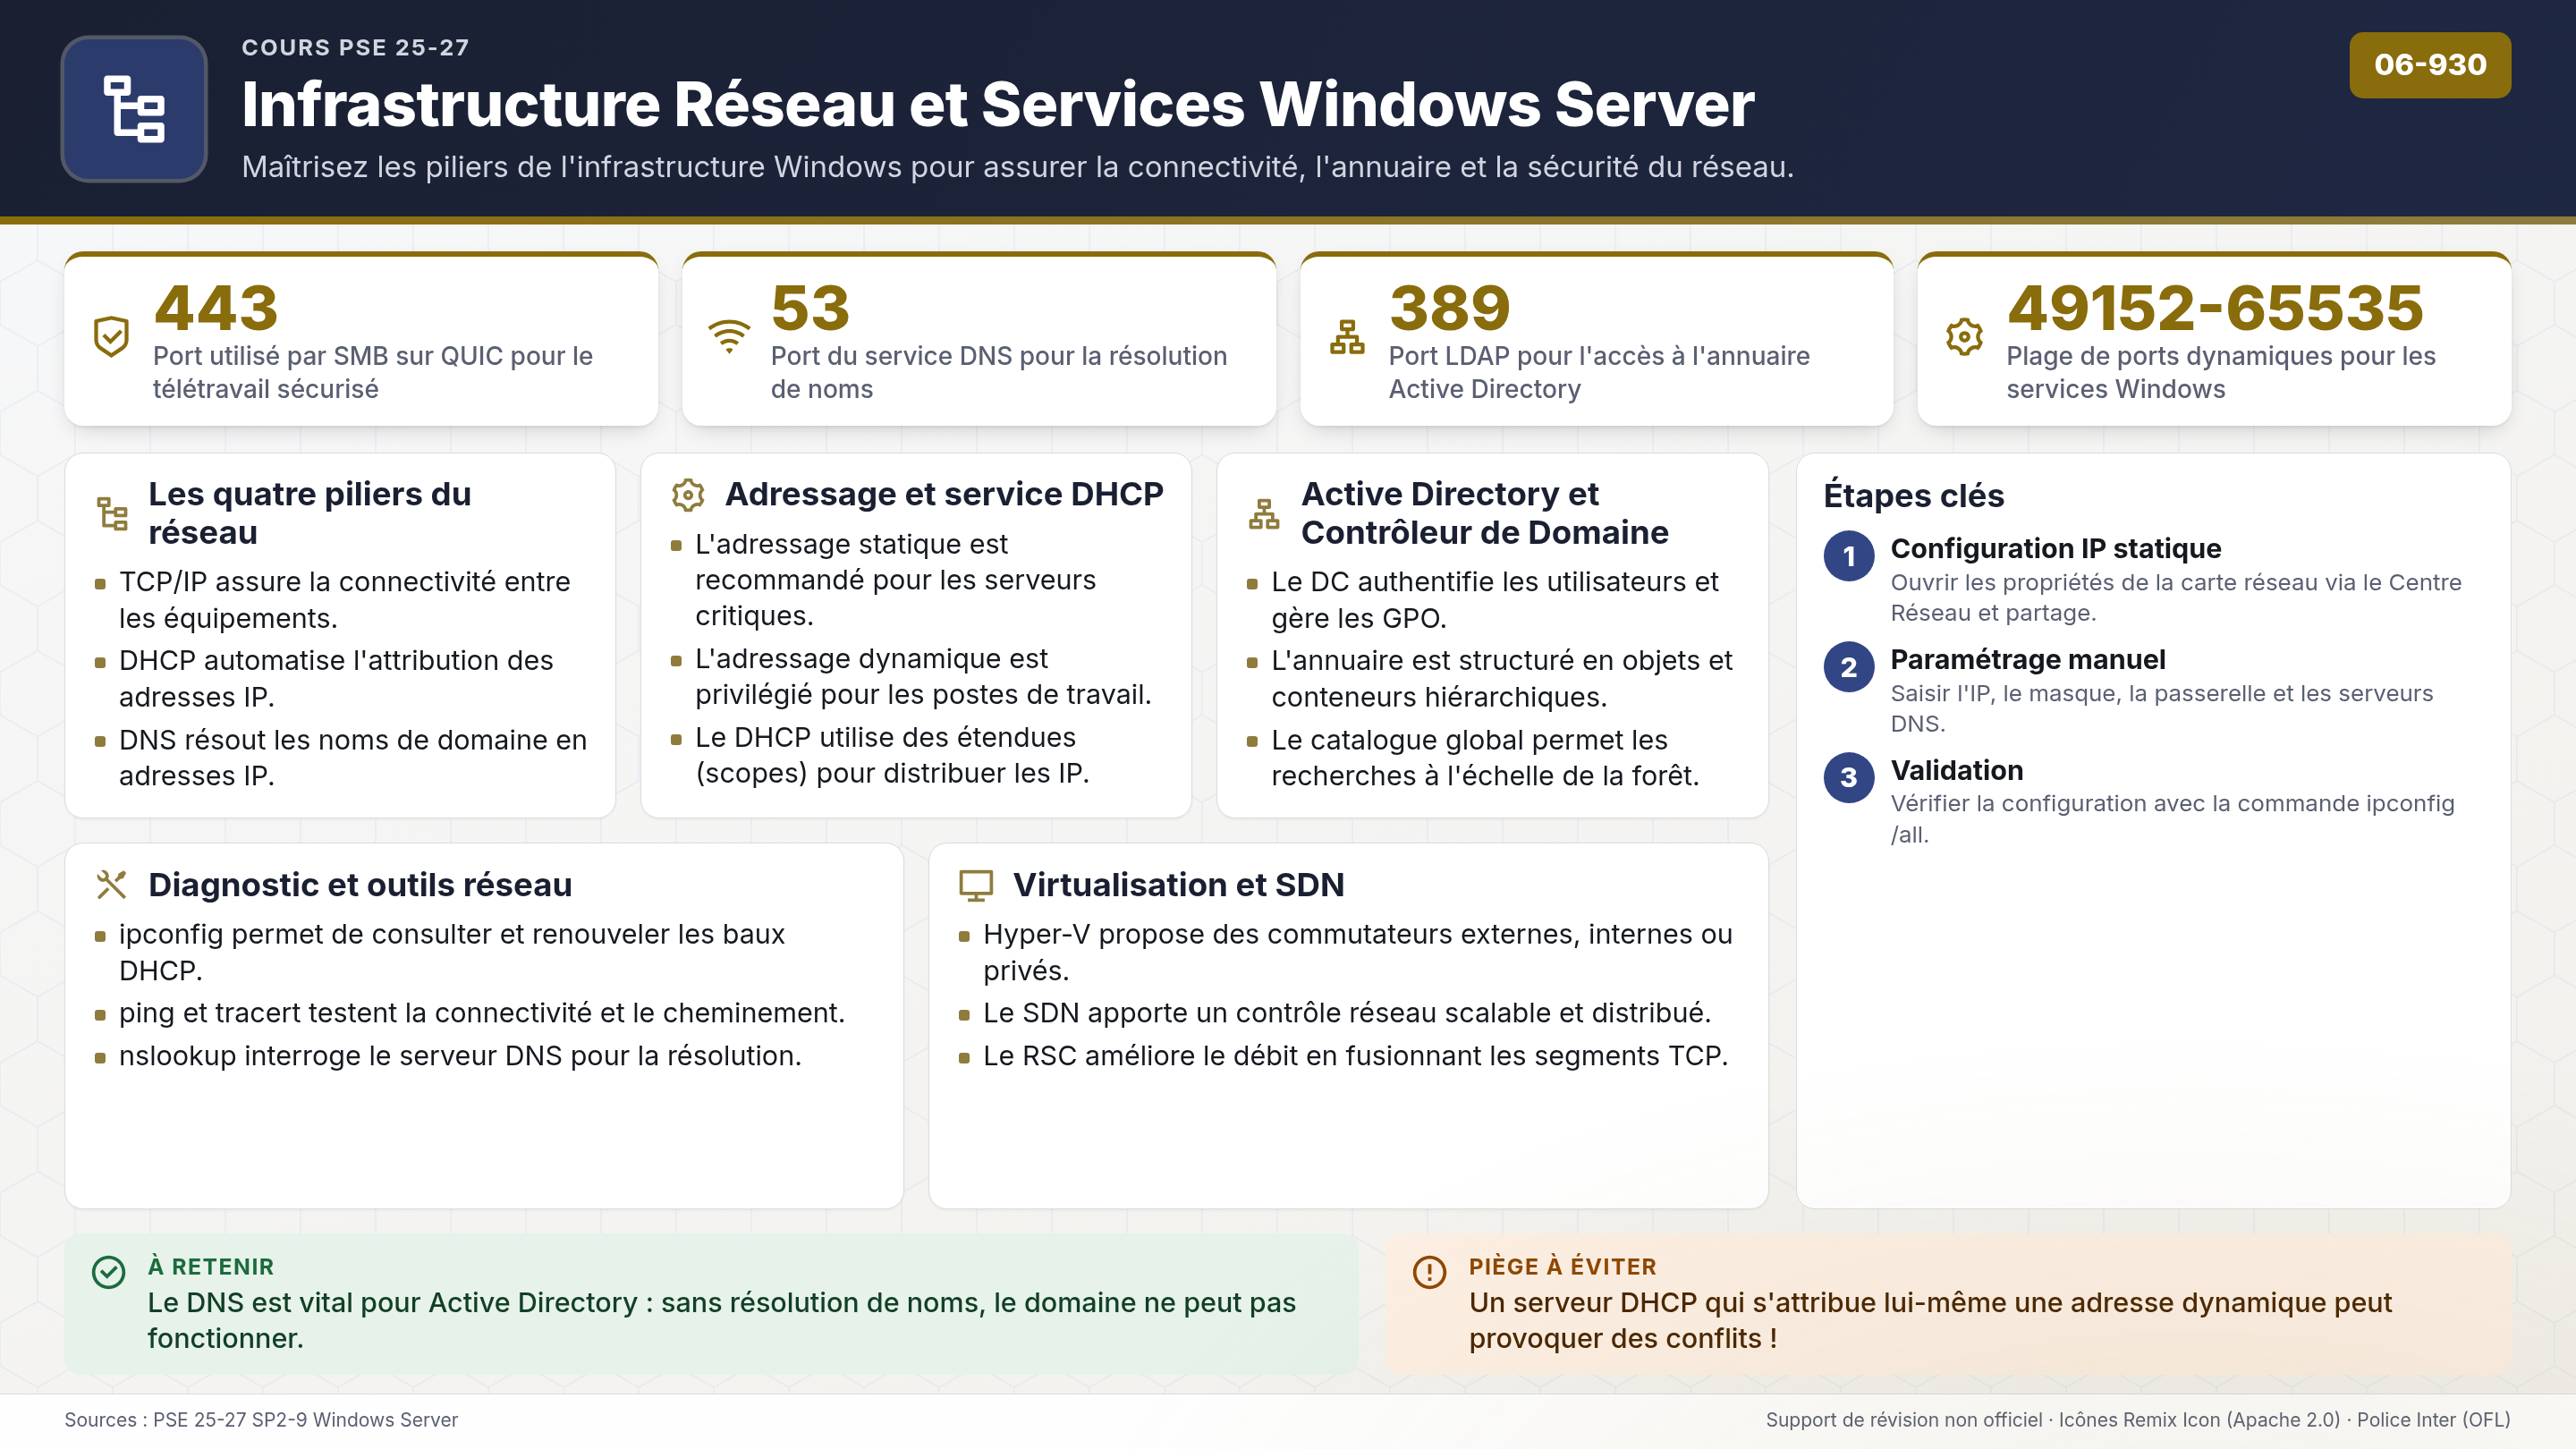 COURS PSE 25-27
Infrastructure Réseau et Services Windows Server
Maîtrisez les piliers de l'infrastructure Windows pour assurer la connectivité, l'annuaire et la sécurité du réseau.
06-930
443
Port utilisé par SMB sur QUIC pour le
télétravail sécurisé
53
Port du service DNS pour la résolution
de noms
389
Port LDAP pour l'accès à l'annuaire
Active Directory
49152-65535
Plage de ports dynamiques pour les
services Windows
Les quatre piliers du
réseau
TCP/IP assure la connectivité entre
les équipements.
DHCP automatise l'attribution des
adresses IP.
DNS résout les noms de domaine en
adresses IP.
Adressage et service DHCP
L'adressage statique est
recommandé pour les serveurs
critiques.
L'adressage dynamique est
privilégié pour les postes de travail.
Le DHCP utilise des étendues
(scopes) pour distribuer les IP.
Active Directory et
Contrôleur de Domaine
Le DC authentifie les utilisateurs et
gère les GPO.
L'annuaire est structuré en objets et
conteneurs hiérarchiques.
Le catalogue global permet les
recherches à l'échelle de la forêt.
Étapes clés
1
Configuration IP statique
Ouvrir les propriétés de la carte réseau via le Centre
Réseau et partage.
2
Paramétrage manuel
Saisir l'IP, le masque, la passerelle et les serveurs
DNS.
3
Validation
Vérifier la configuration avec la commande ipconfig
/all.
Diagnostic et outils réseau
ipconfig permet de consulter et renouveler les baux
DHCP.
ping et tracert testent la connectivité et le cheminement.
nslookup interroge le serveur DNS pour la résolution.
Virtualisation et SDN
Hyper-V propose des commutateurs externes, internes ou
privés.
Le SDN apporte un contrôle réseau scalable et distribué.
Le RSC améliore le débit en fusionnant les segments TCP.
À RETENIR
Le DNS est vital pour Active Directory : sans résolution de noms, le domaine ne peut pas
fonctionner.
PIÈGE À ÉVITER
Un serveur DHCP qui s'attribue lui-même une adresse dynamique peut
provoquer des conflits !
Sources : PSE 25-27 SP2-9 Windows Server
Support de révision non officiel · Icônes Remix Icon (Apache 2.0) · Police Inter (OFL)